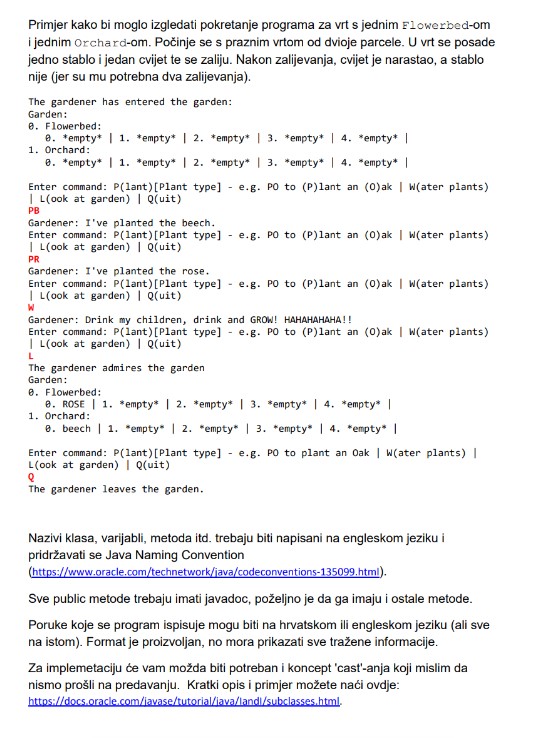 Primjer kako bi moglo izgledati pokretanje programa za vrt s jednim Flowerbed-om
i jednim Orchard-om. Počinje se s praznim vrtom od dvioje parcele. U vrt se posade
jedno stablo i jedan cvijet te se zaliju. Nakon zalijevanja, cvijet je narastao, a stablo
nije (jer su mu potrebna dva zalijevanja).
The gardener has entered the garden:
Garden:
0. Flowerbed:
0. *empty* | 1. *empty* | 2. *empty* | 3. *empty* | 4. *empty* |
1. Orchard:
0. *empty* | 1. *empty* | 2. *empty* | 3. *empty* | 4. *empty* |
Enter command: P(lant)[Plant type] - e.g. PO to (P)lant an (O)ak | W(ater plants)
| L(ook at garden) | Q(uit)
PB
Gardener: I've planted the beech.
Enter command: P(lant)[Plant type] - e.g. PO to (P)lant an (O)ak | W(ater plants)
| L(ook at garden) | Q(uit)
PR
Gardener: I've planted the rose.
Enter command: P(lant)[Plant type] - e.g. PO to (P)lant an (O)ak | W(ater plants)
| L(ook at garden) | Q(uit)
W
Gardener: Drink my children, drink and GROW! HAHAHAHAHA!!
Enter command: P(lant)[Plant type] - e.g. PO to (P)lant an (O)ak | W(ater plants)
| L(ook at garden) | Q(uit)
L
The gardener admires the garden
Garden:
0. Flowerbed:
0. ROSE | 1. *empty* | 2. *empty* | 3. *empty* | 4. *empty* |
1. Orchard:
0. beech | 1. *empty* | 2. *empty* | 3. *empty* | 4. *empty* |
Enter command: P(lant)[Plant type] - e.g. PO to plant an Oak | W(ater plants) |
L(ook at garden) | Q(uit)
Q
The gardener leaves the garden.
Nazivi klasa, varijabli, metoda itd. trebaju biti napisani na engleskom jeziku i
pridržavati se Java Naming Convention
(https://www.oracle.com/technetwork/java/codeconventions-135099.html).
Sve public metode trebaju imati javadoc, poželjno je da ga imaju i ostale metode.
Poruke koje se program ispisuje mogu biti na hrvatskom ili engleskom jeziku (ali sve
na istom). Format je proizvoljan, no mora prikazati sve tražene informacije.
Za implemetaciju će vam možda biti potreban i koncept 'cast'-anja koji mislim da
nismo prošli na predavanju. Kratki opis i primjer možete naći ovdje:
https://docs.oracle.com/javase/tutorial/java/IandI/subclasses.html.